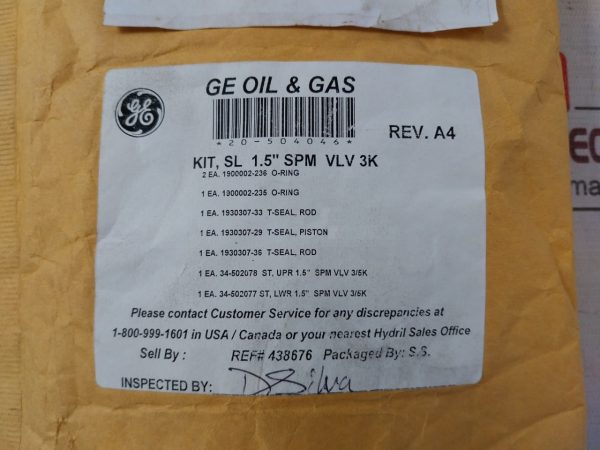 GE OIL & GAS
*20-504046*
REV. A4
KIT, SL 1.5" SPM VLV 3K
2 EA. 1900002-236 O-RING
1 EA. 1900002-235 O-RING
1 EA. 1930307-33 T-SEAL, ROD
1 EA. 1930307-29 T-SEAL, PISTON
1 EA. 1930307-36 T-SEAL, ROD
1 EA. 34-502078 ST, UPR 1.5" SPM VLV 3/5K
1 EA. 34-502077 ST, LWR 1.5" SPM VLV 3/5K
Please contact Customer Service for any discrepancies at
1-800-999-1601 in USA / Canada or your nearest Hydril Sales Office
Sell By : REF# 438676 Packaged By: S.S.
INSPECTED BY: DSilva